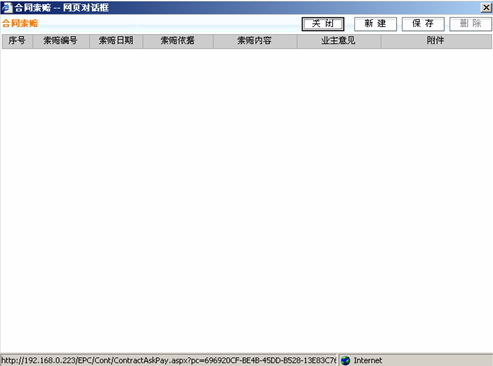 合同索赔 -- 网页对话框
合同索赔 关 闭 新 建 保 存 删 除
序号 索赔编号 索赔日期 索赔依据 索赔内容 业主意见 附件
http://192.168.0.223/EPC/Cont/ContractAskPay.aspx?pc=696920CF-BE4B-45DD-B528-13E83C76 Internet